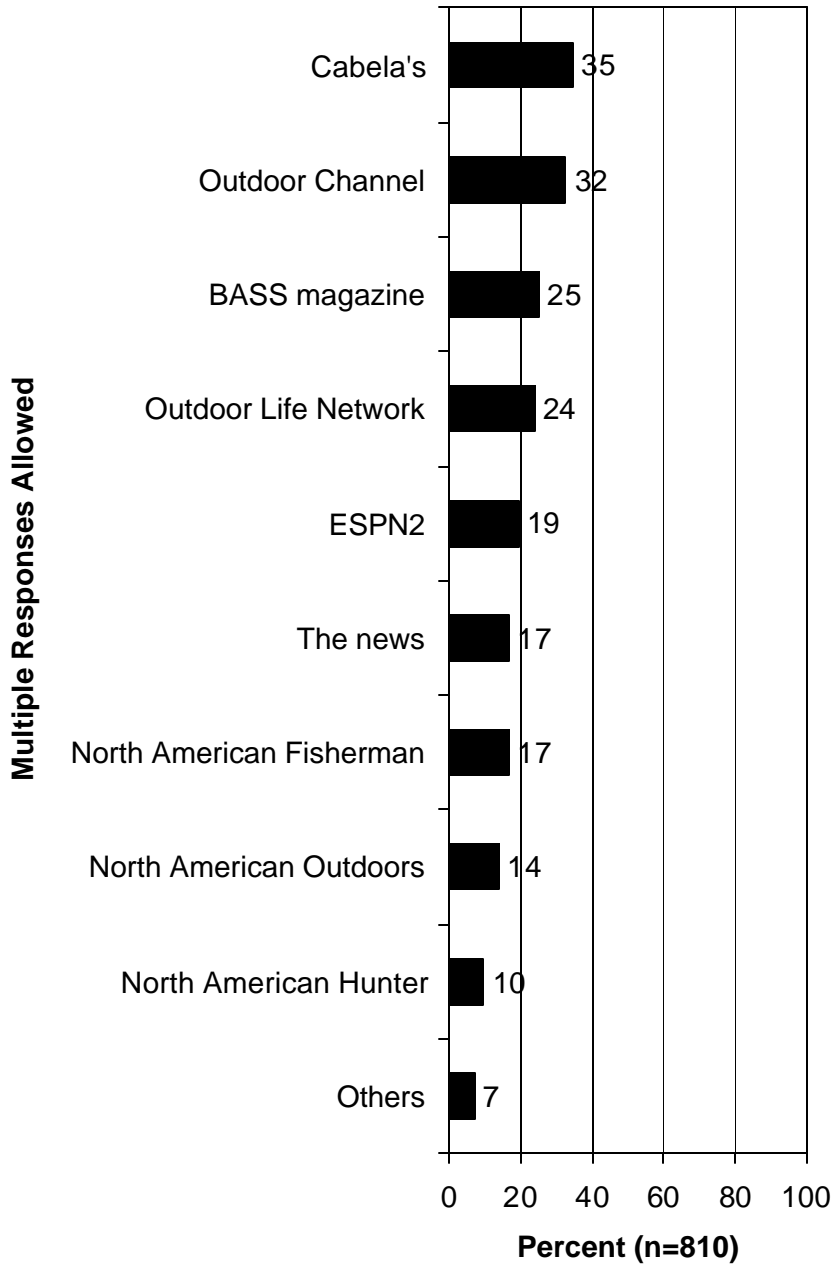 Multiple Responses Allowed
Cabela's 35
Outdoor Channel 32
BASS magazine 25
Outdoor Life Network 24
ESPN2 19
The news 17
North American Fisherman 17
North American Outdoors 14
North American Hunter 10
Others 7
0 20 40 60 80 100
Percent (n=810)